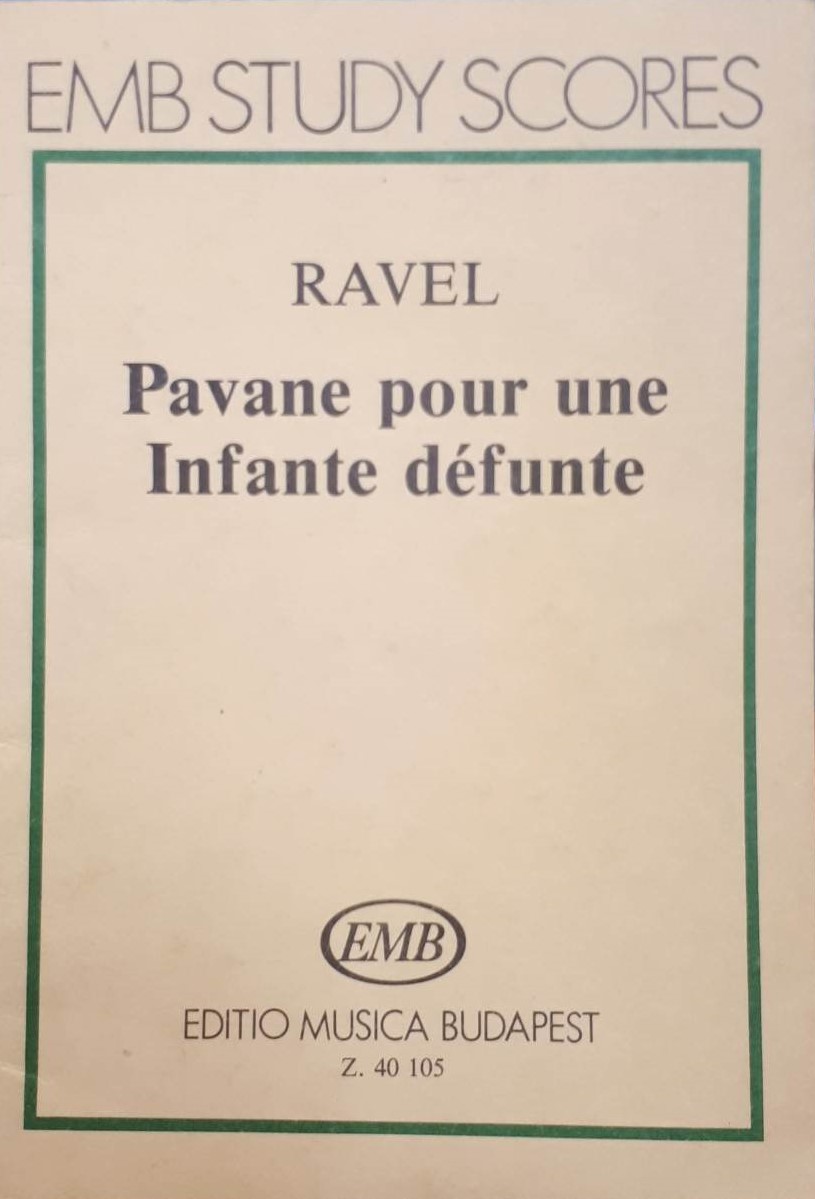 EMB STUDY SCORES
RAVEL
Pavane pour une
Infante défunte
EMB
EDITIO MUSICA BUDAPEST
Z. 40 105